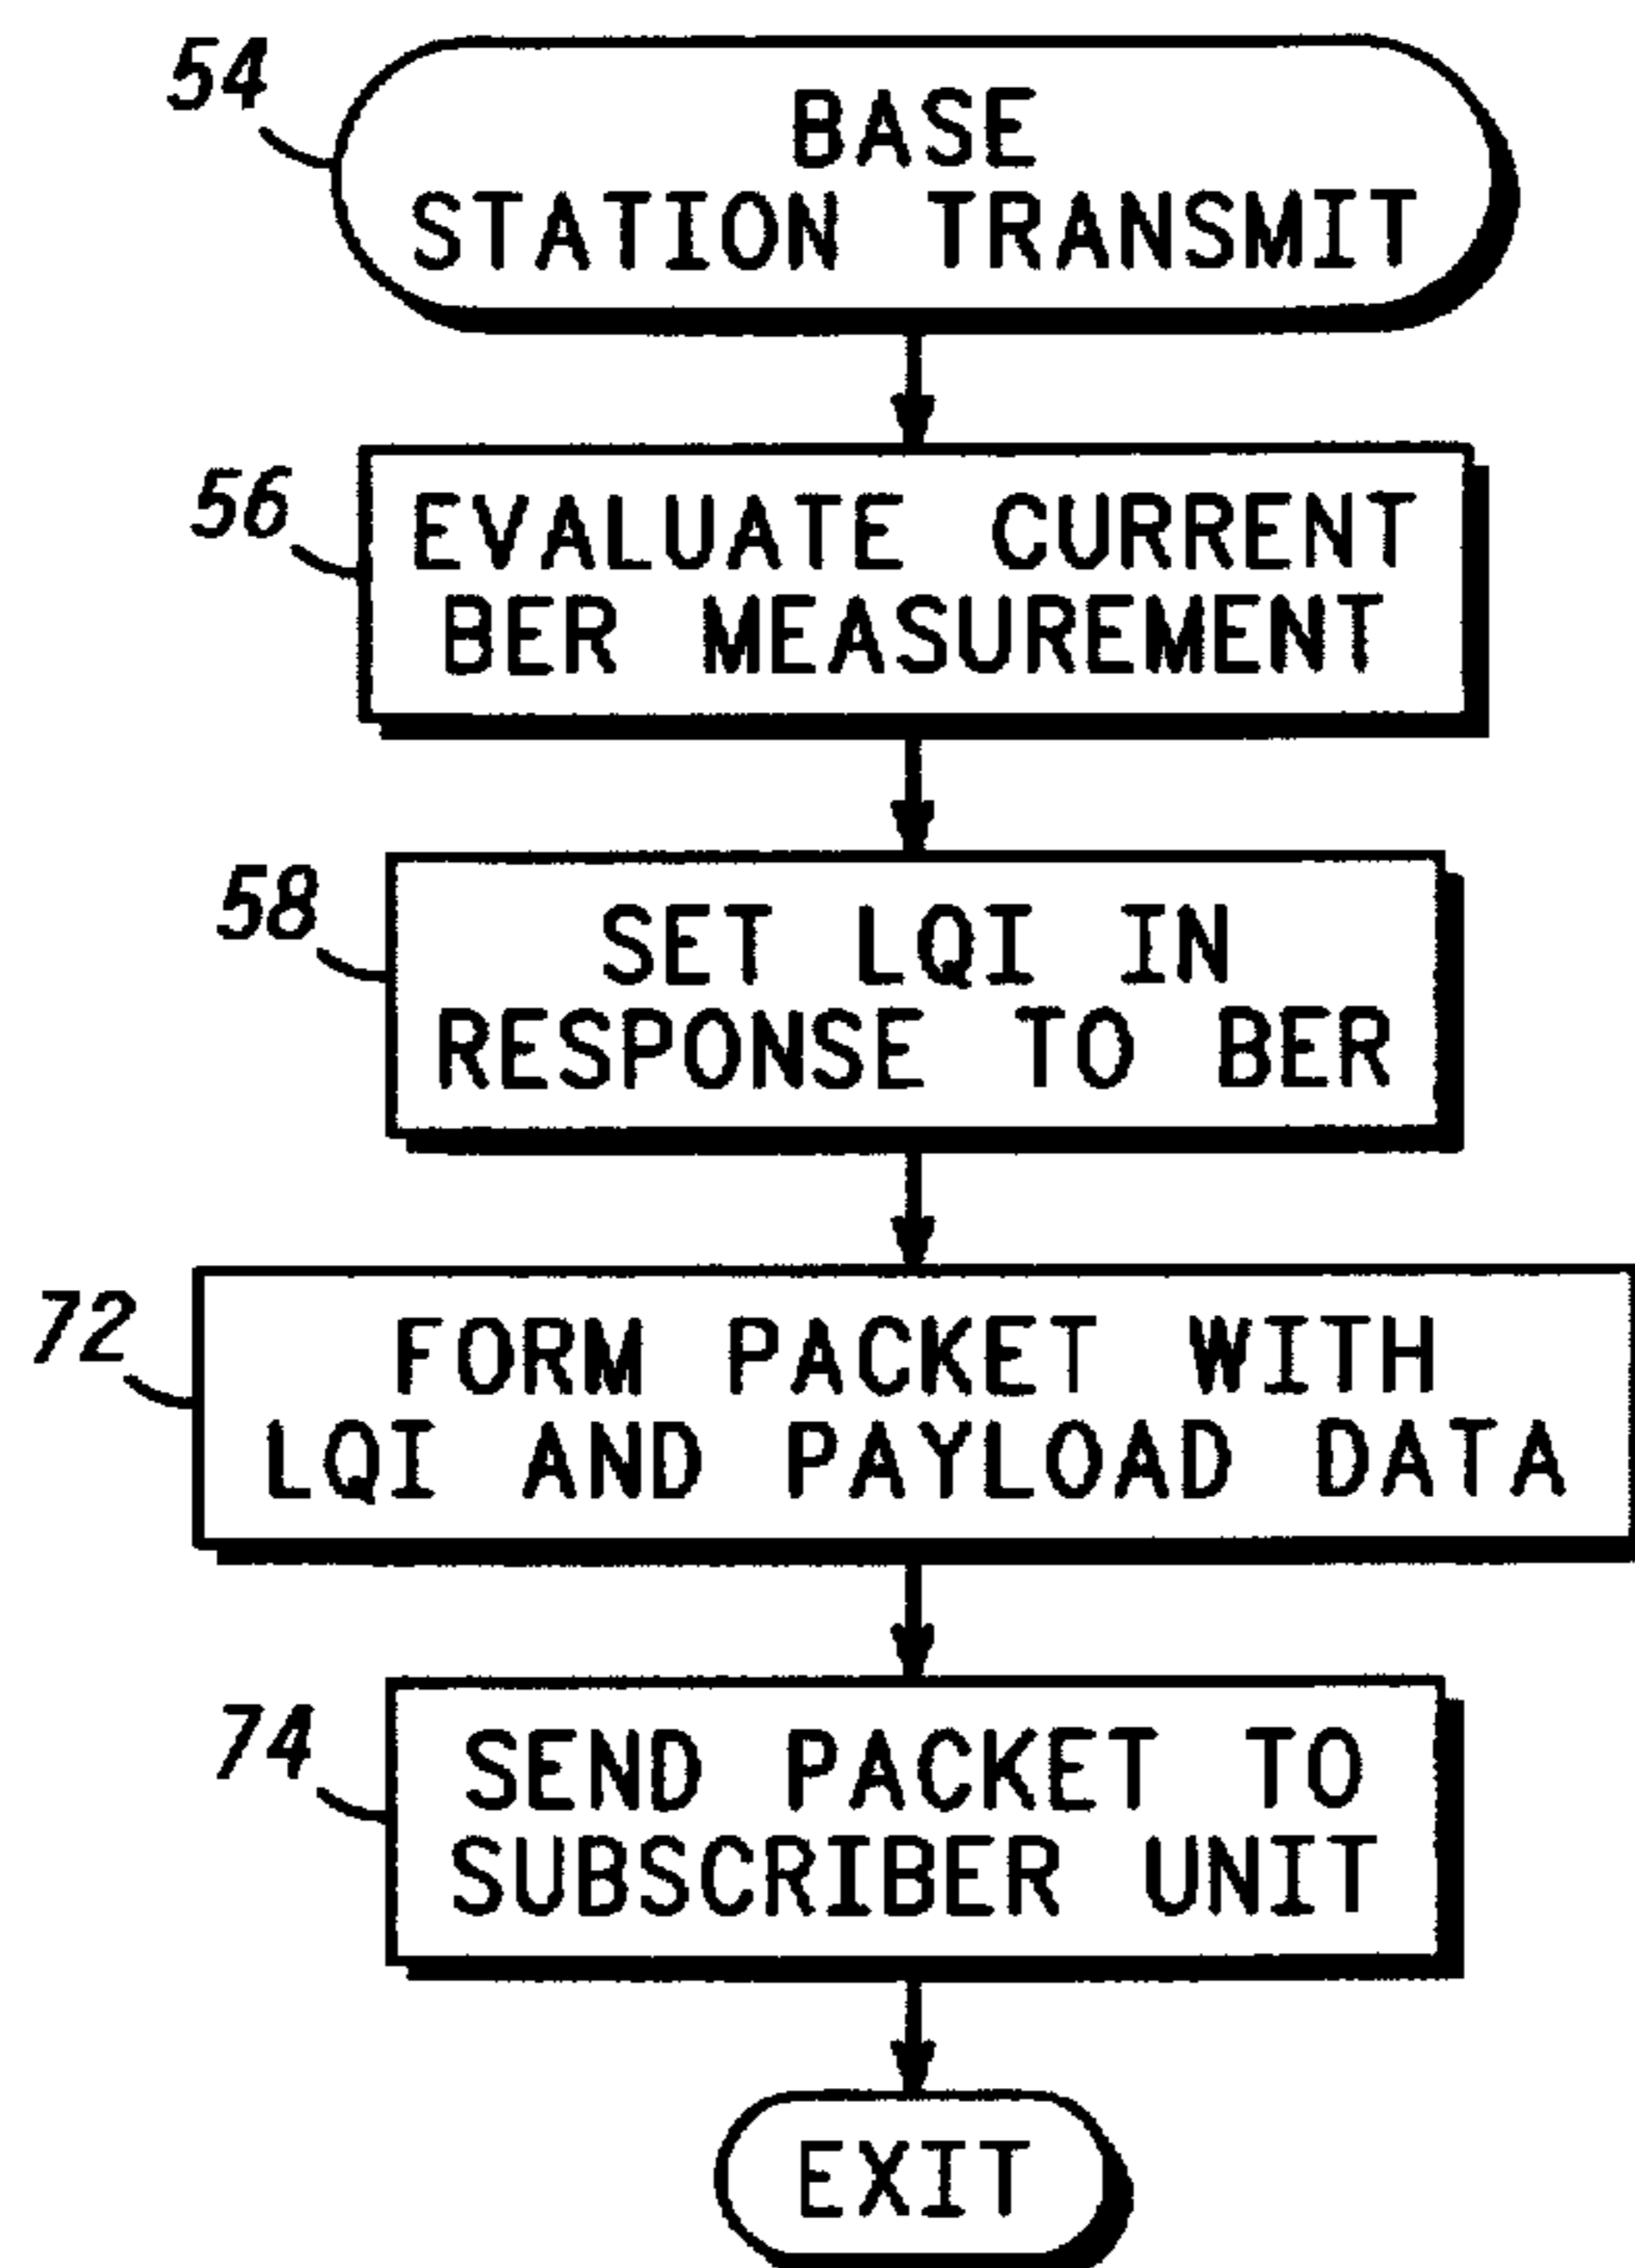 54
BASE
STATION TRANSMIT
56
EVALUATE CURRENT
BER MEASUREMENT
58
SET LQI IN
RESPONSE TO BER
72
FORM PACKET WITH
LQI AND PAYLOAD DATA
74
SEND PACKET TO
SUBSCRIBER UNIT
EXIT